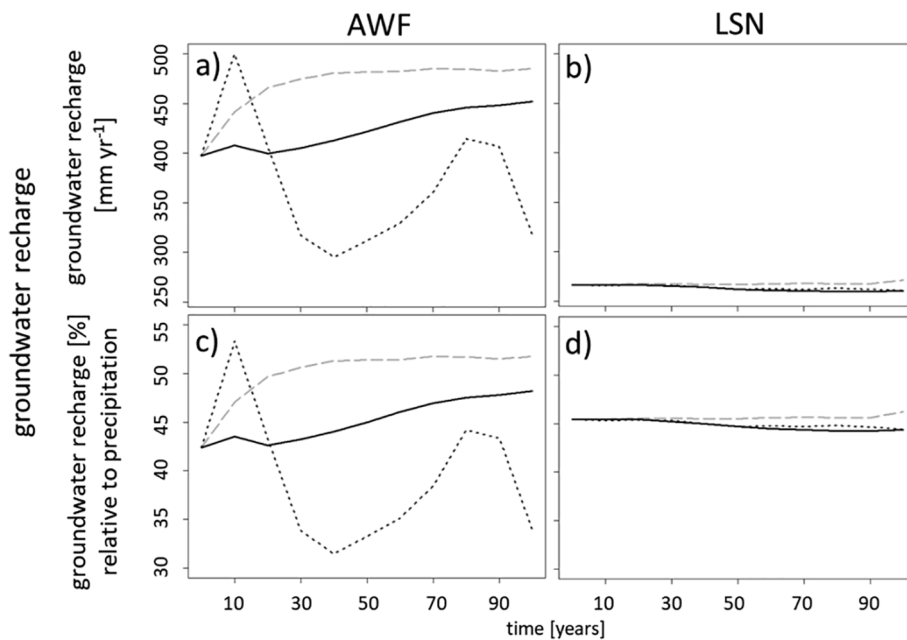 AWF
LSN
groundwater recharge
groundwater recharge
[mm yr-1]
a)
b)
500
450
400
350
300
250
groundwater recharge [%]
relative to precipitation
c)
d)
55
50
45
40
35
30
10
30
50
70
90
10
30
50
70
90
time [years]